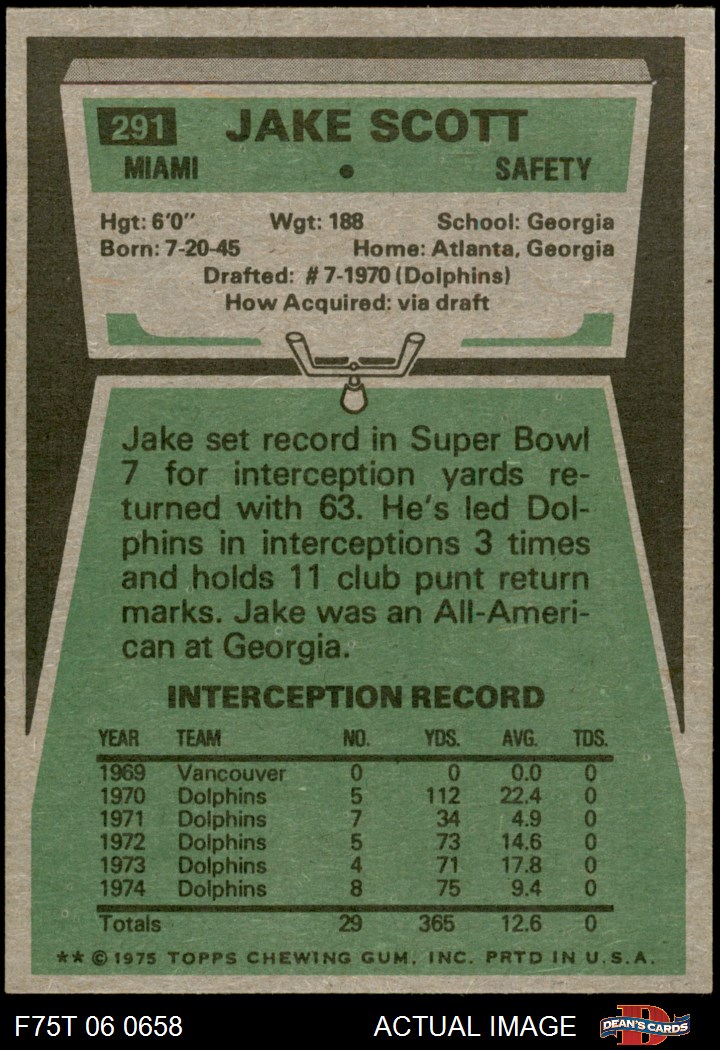 291 JAKE SCOTT
MIAMI • SAFETY
Hgt: 6'0" Wgt: 188 School: Georgia
Born: 7-20-45 Home: Atlanta, Georgia
Drafted: #7-1970 (Dolphins)
How Acquired: via draft
Jake set record in Super Bowl
7 for interception yards re-
turned with 63. He's led Dol-
phins in interceptions 3 times
and holds 11 club punt return
marks. Jake was an All-Ameri-
can at Georgia.
INTERCEPTION RECORD
YEAR TEAM NO. YDS. AVG. TDS.
1969 Vancouver 0 0 0.0 0
1970 Dolphins 5 112 22.4 0
1971 Dolphins 7 34 4.9 0
1972 Dolphins 5 73 14.6 0
1973 Dolphins 4 71 17.8 0
1974 Dolphins 8 75 9.4 0
Totals 29 365 12.6 0
** © 1975 TOPPS CHEWING GUM, INC. PRTD IN U.S.A.
F75T 06 0658 ACTUAL IMAGE D DEAN'S CARDS